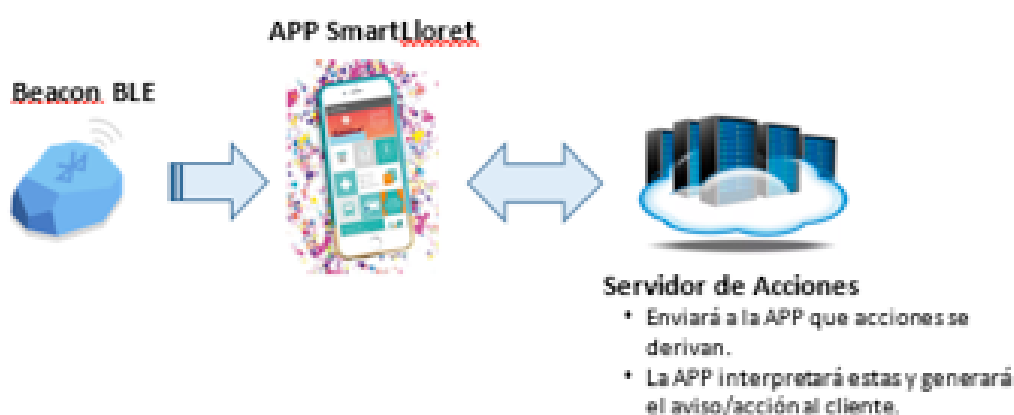 APP SmartLloret
Beacon BLE
Servidor de Acciones
• Enviará a la APP que acciones se
derivan.
• La APP interpretará estas y generará
el aviso/acción al cliente.